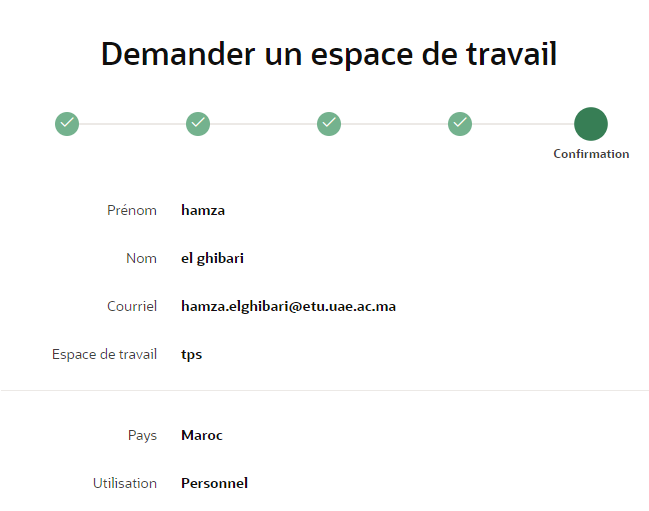 Demander un espace de travail
Confirmation
Prénom hamza
Nom el ghibari
Courriel hamza.elghibari@etu.uae.ac.ma
Espace de travail tps
Pays Maroc
Utilisation Personnel